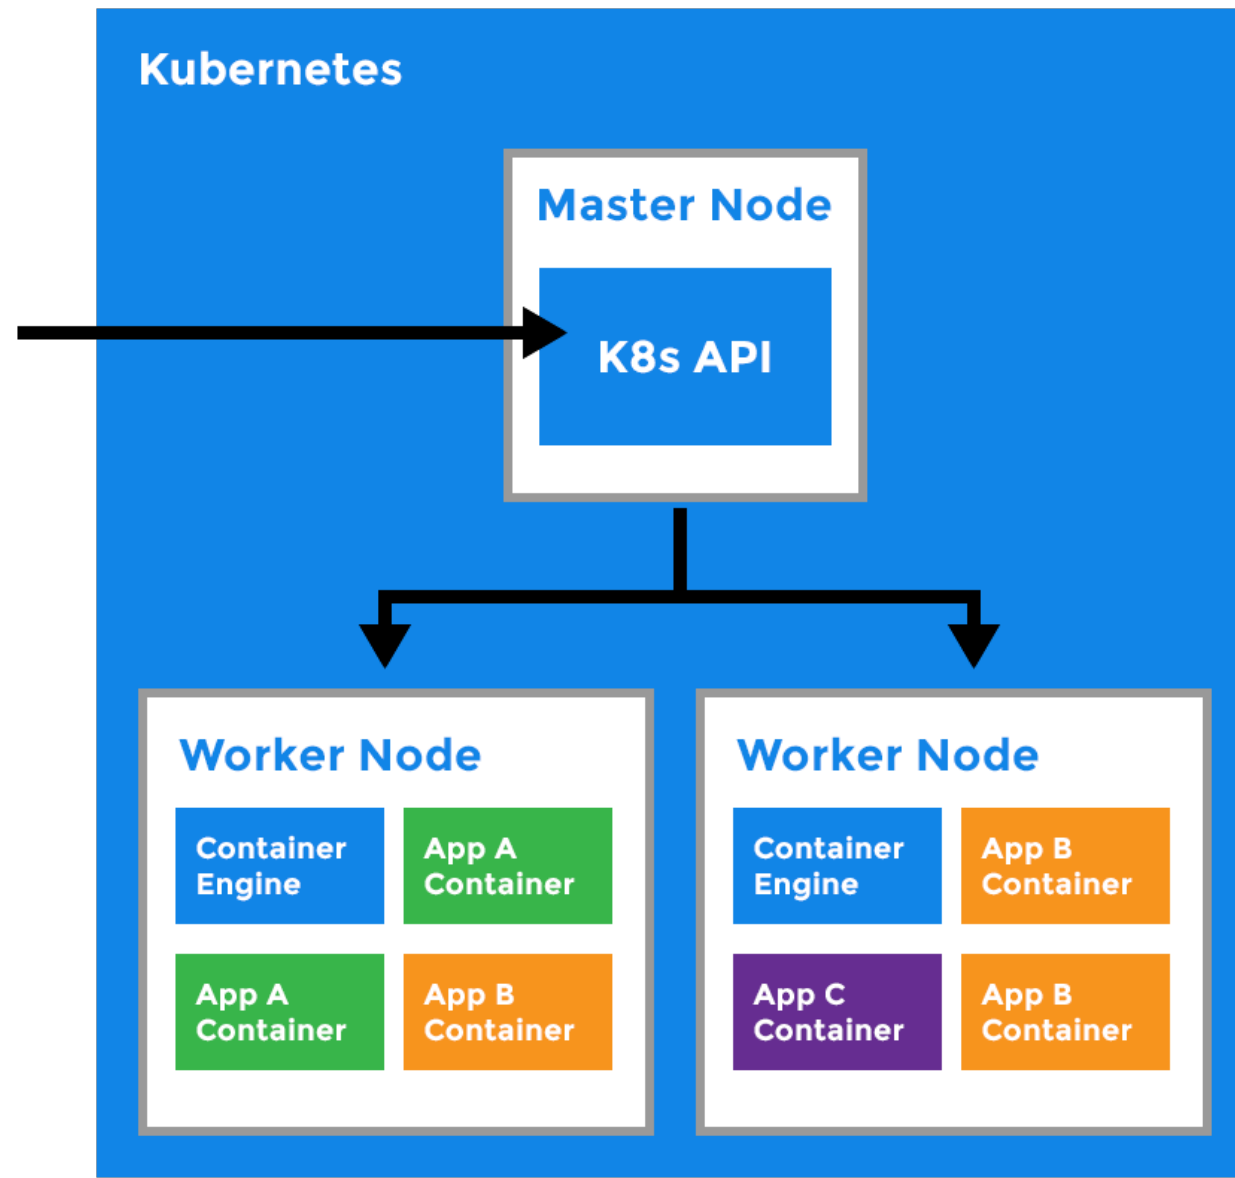 Kubernetes
Master Node
K8s API
Worker Node
Container
Engine
App A
Container
App A
Container
App B
Container
Worker Node
Container
Engine
App B
Container
App C
Container
App B
Container